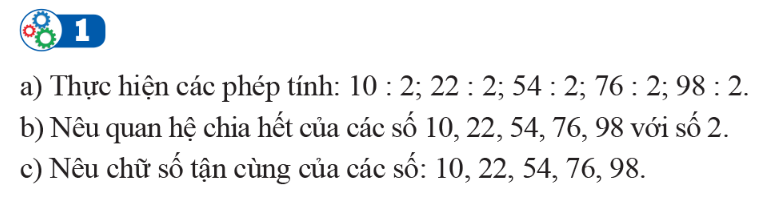 1
a) Thực hiện các phép tính: 10 : 2; 22 : 2; 54 : 2; 76 : 2; 98 : 2.
b) Nêu quan hệ chia hết của các số 10, 22, 54, 76, 98 với số 2.
c) Nêu chữ số tận cùng của các số: 10, 22, 54, 76, 98.